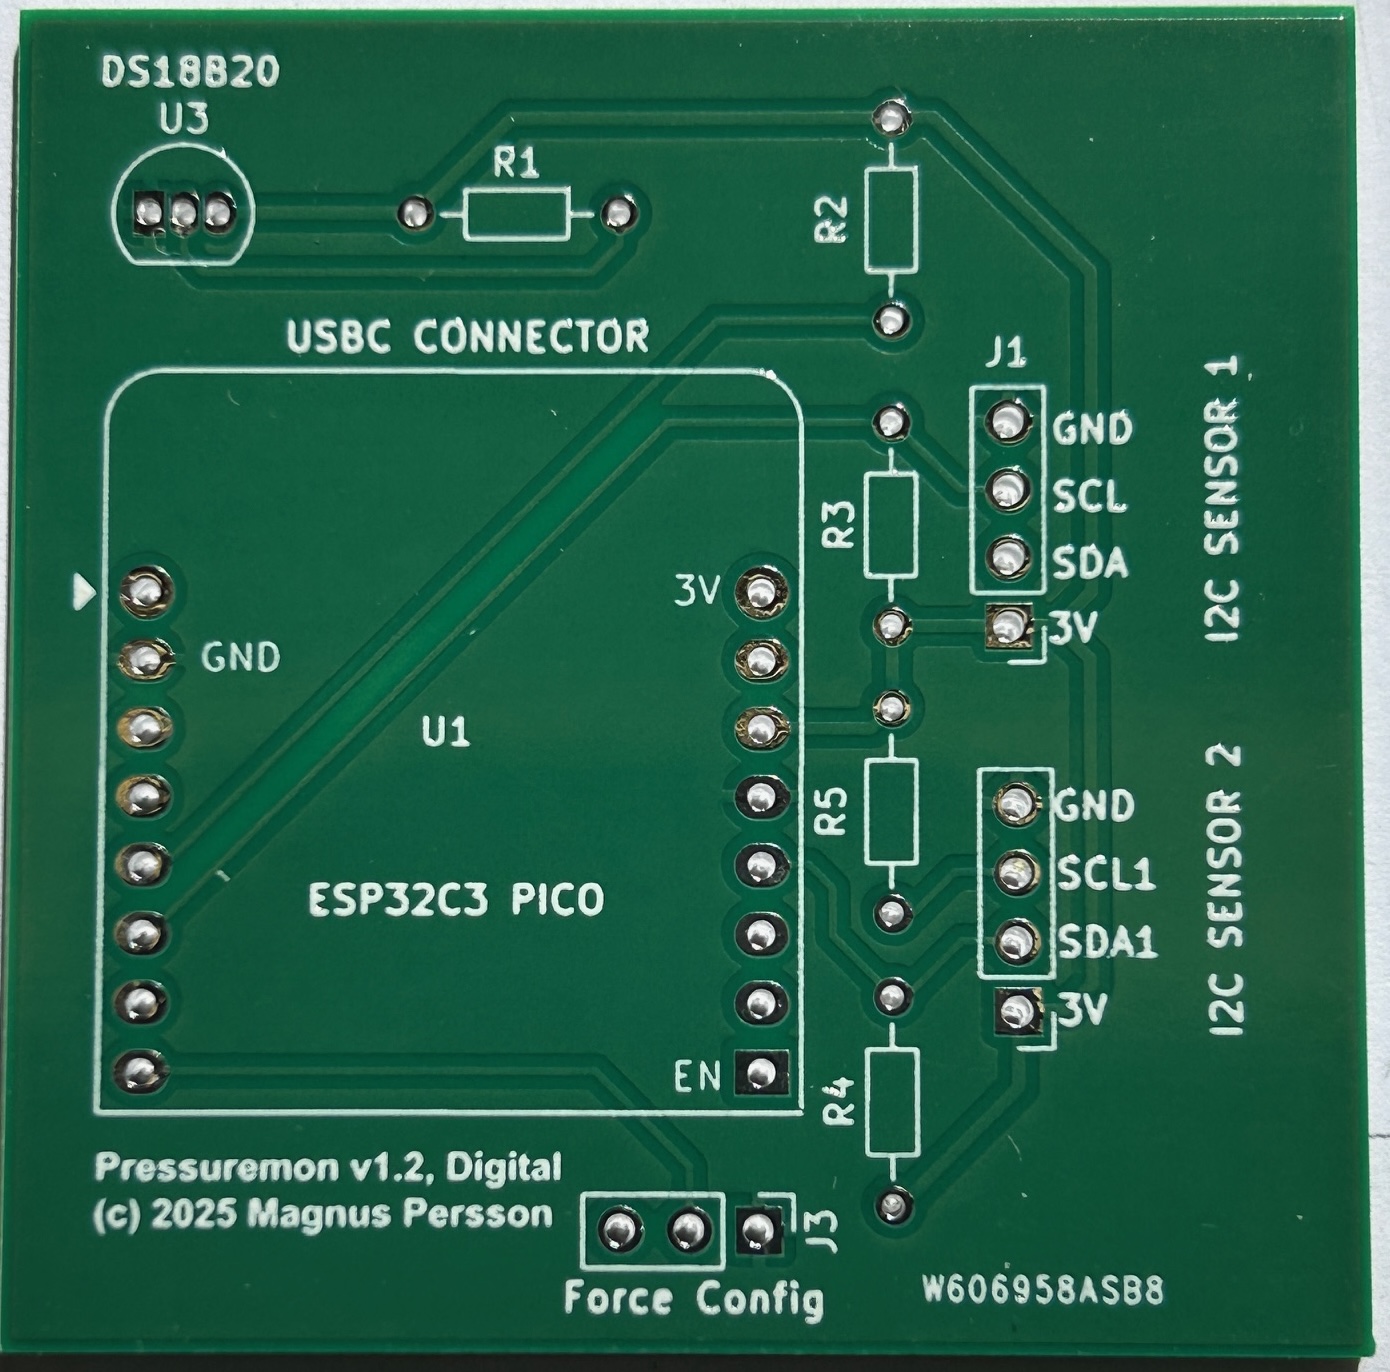 DS18B20
U3
R1
R2
USBC CONNECTOR
J1
GND
SCL
SDA
3V
I2C SENSOR 1
R3
3V
GND
U1
ESP32C3 PICO
EN
R5
GND
SCL1
SDA1
3V
I2C SENSOR 2
R4
Pressuremon v1.2, Digital
(c) 2025 Magnus Persson
J3
Force Config
W606958ASB8